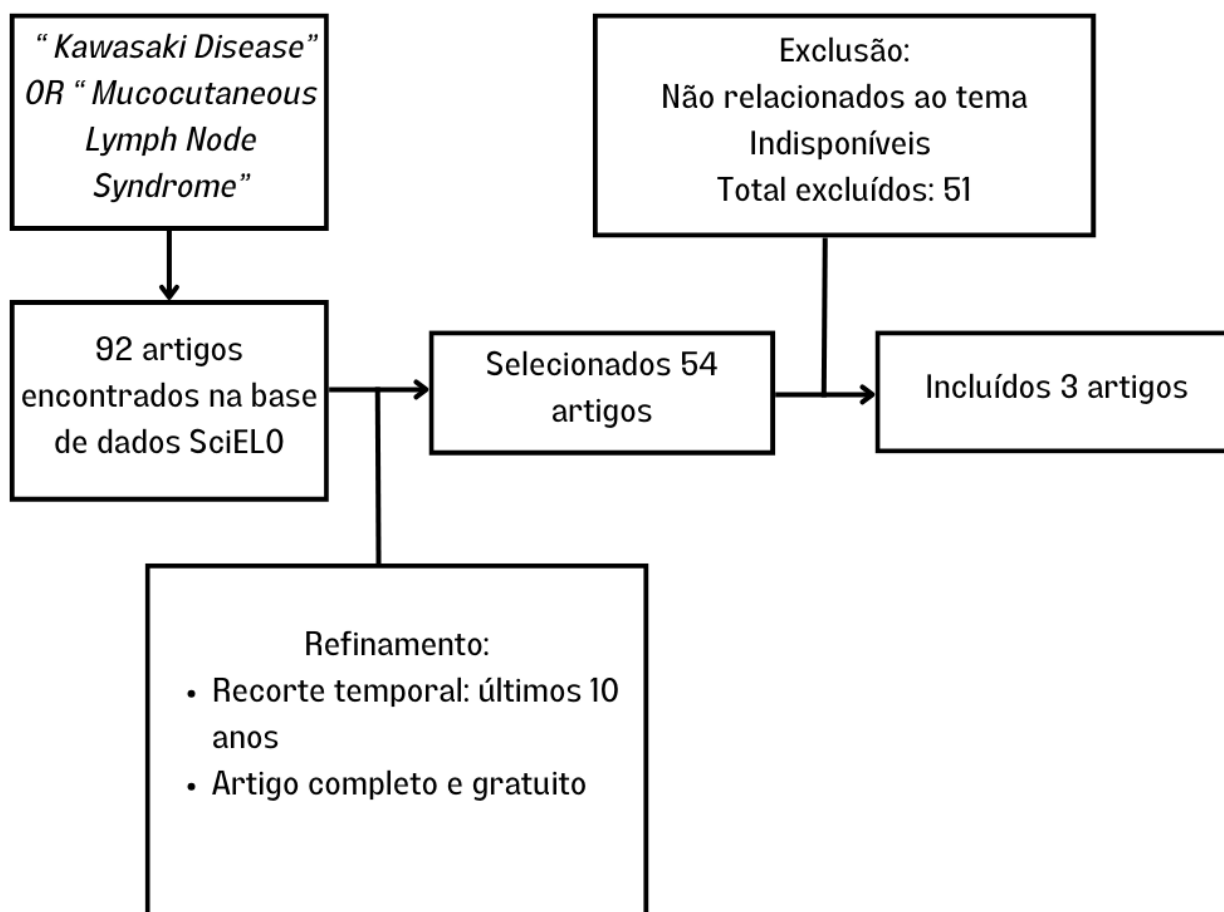 “ Kawasaki Disease”
OR “ Mucocutaneous
Lymph Node
Syndrome”
Exclusão:
Não relacionados ao tema
Indisponíveis
Total excluídos: 51
92 artigos
encontrados na base
de dados SciELO
Selecionados 54
artigos
Incluídos 3 artigos
Refinamento:
• Recorte temporal: últimos 10
anos
• Artigo completo e gratuito